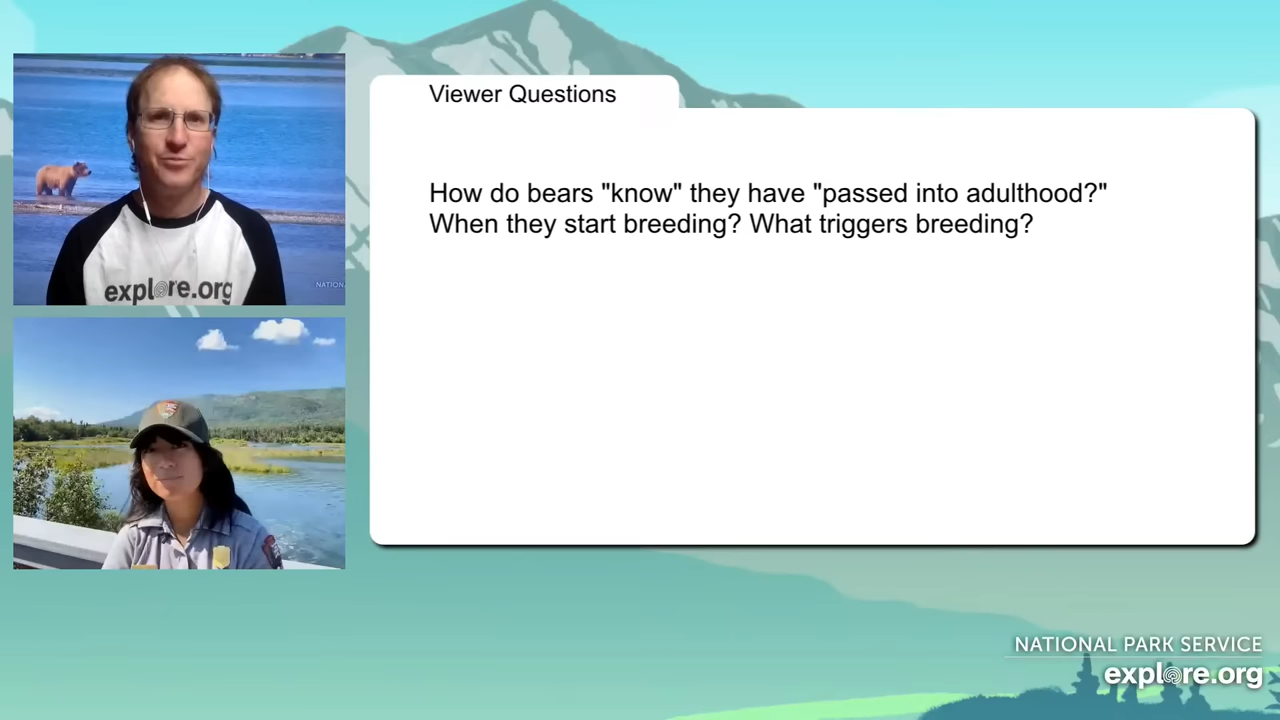 Viewer Questions
How do bears "know" they have "passed into adulthood?"
When they start breeding? What triggers breeding?
explore.org
NATION
NATIONAL PARK SERVICE
explore.org